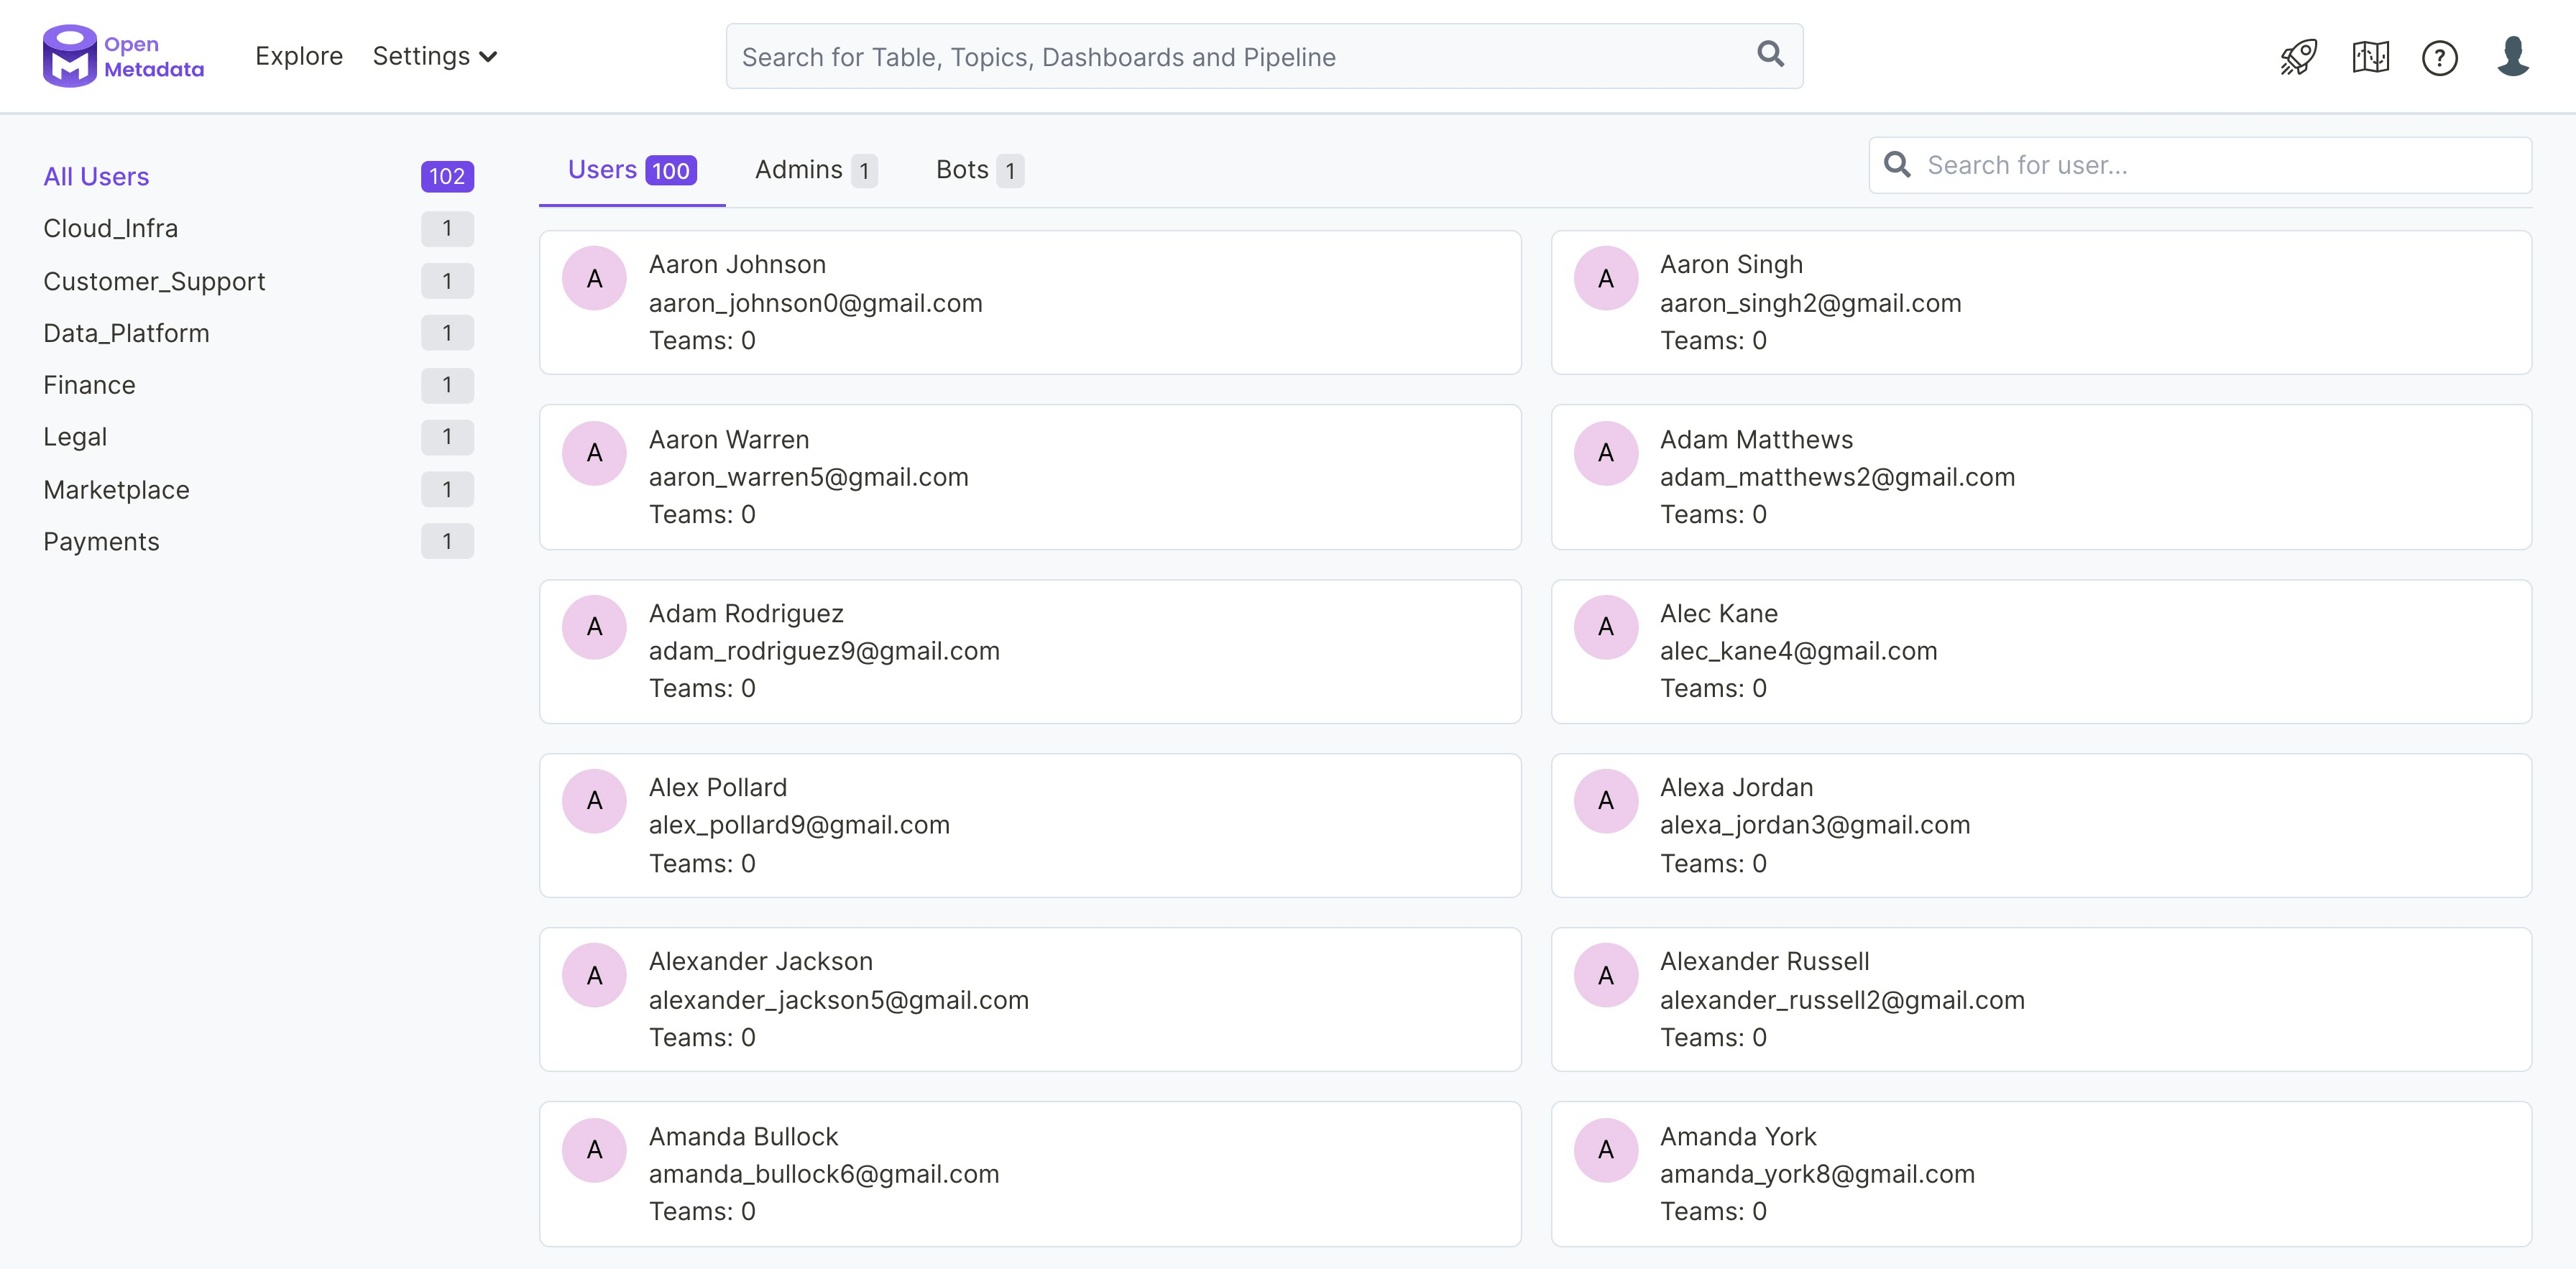 Open
Metadata
Explore
Settings
Search for Table, Topics, Dashboards and Pipeline
?
All Users 102
Cloud_Infra 1
Customer_Support 1
Data_Platform 1
Finance 1
Legal 1
Marketplace 1
Payments 1
Users 100
Admins 1
Bots 1
Search for user...
A
Aaron Johnson
aaron_johnson0@gmail.com
Teams: 0
A
Aaron Singh
aaron_singh2@gmail.com
Teams: 0
A
Aaron Warren
aaron_warren5@gmail.com
Teams: 0
A
Adam Matthews
adam_matthews2@gmail.com
Teams: 0
A
Adam Rodriguez
adam_rodriguez9@gmail.com
Teams: 0
A
Alec Kane
alec_kane4@gmail.com
Teams: 0
A
Alex Pollard
alex_pollard9@gmail.com
Teams: 0
A
Alexa Jordan
alexa_jordan3@gmail.com
Teams: 0
A
Alexander Jackson
alexander_jackson5@gmail.com
Teams: 0
A
Alexander Russell
alexander_russell2@gmail.com
Teams: 0
A
Amanda Bullock
amanda_bullock6@gmail.com
Teams: 0
A
Amanda York
amanda_york8@gmail.com
Teams: 0